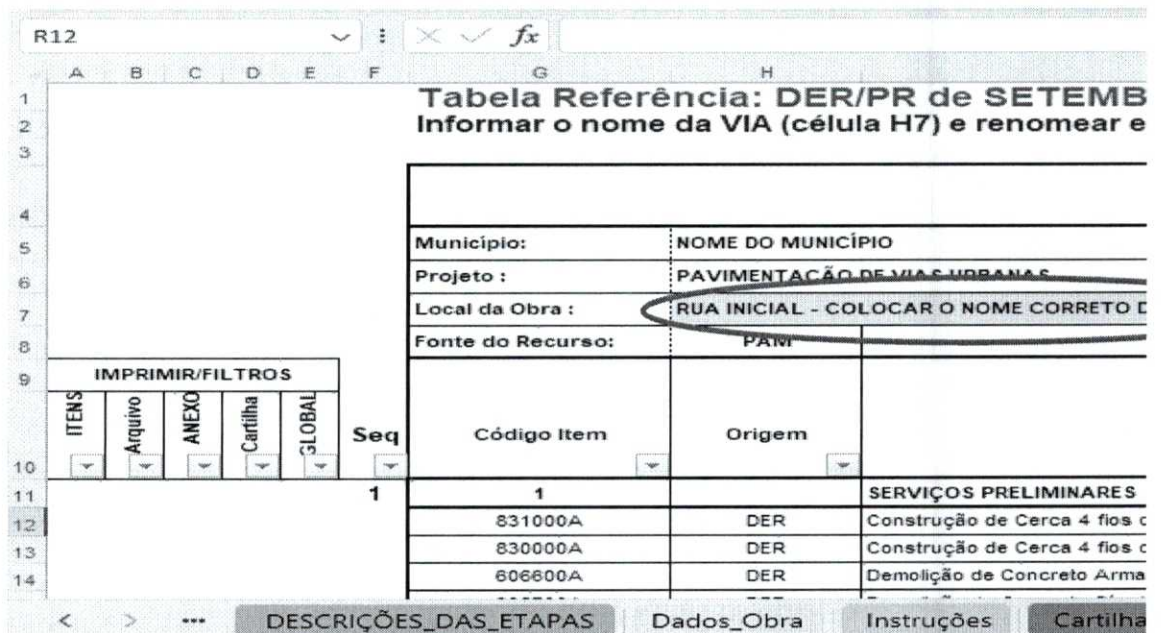 R12 fx
A B C D E F G H
1 Tabela Referência: DER/PR de SETEMB
2 Informar o nome da VIA (célula H7) e renomear e
3
4
5 Município: NOME DO MUNICÍPIO
6 Projeto : PAVIMENTAÇÃO DE VIAS URBANAS
7 Local da Obra : RUA INICIAL - COLOCAR O NOME CORRETO D
8 Fonte do Recurso: PAM
9 IMPRIMIR/FILTROS
10 ITENS Arquivo ANEXO Cartilha GLOBAL Seq Código Item Origem
11 1 1 SERVIÇOS PRELIMINARES
12 831000A DER Construção de Cerca 4 fios c
13 830000A DER Construção de Cerca 4 fios c
14 606600A DER Demolição de Concreto Arma
< > ... DESCRIÇÕES_DAS_ETAPAS Dados_Obra Instruções Cartilha